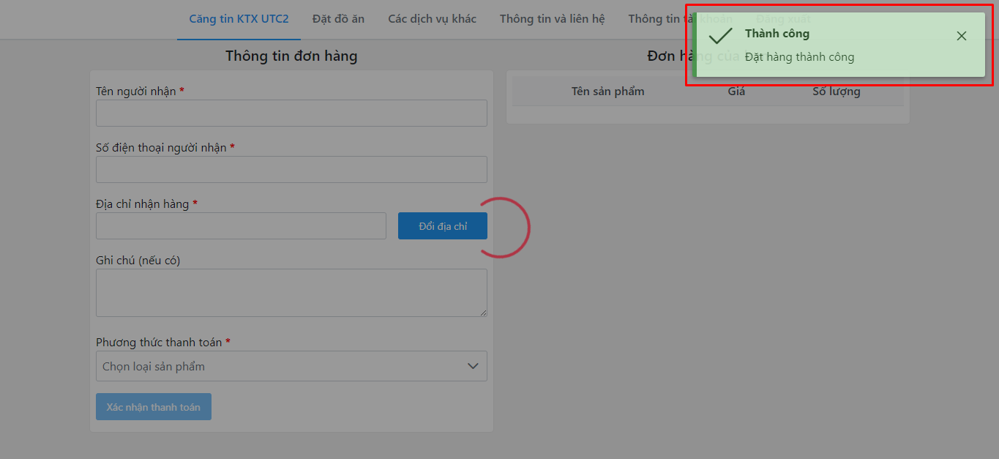 Căng tin KTX UTC2 Đặt đồ ăn Các dịch vụ khác Thông tin và liên hệ Thông tin tài khoản Đăng xuất
Thành công
Đặt hàng thành công
Thông tin đơn hàng
Tên người nhận *
Số điện thoại người nhận *
Địa chỉ nhận hàng *
Đổi địa chỉ
Ghi chú (nếu có)
Phương thức thanh toán *
Chọn loại sản phẩm
Xác nhận thanh toán
Đơn hàng của bạn
Tên sản phẩm Giá Số lượng